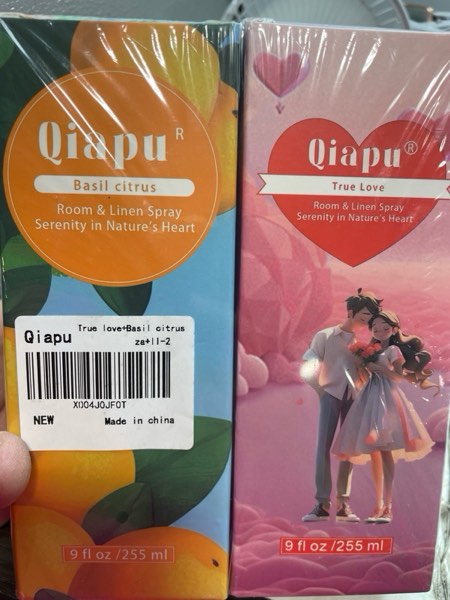 Qiapu R
Basil citrus
Room & Linen Spray
Serenity in Nature's Heart
Qiapu
True love+Basil citrus
za+ll-2
X004J0JF0T
NEW
Made in china
9 fl oz /255 ml
Qiapu®
True Love
Room & Linen Spray
Serenity in Nature's Heart
9 fl oz /255 ml